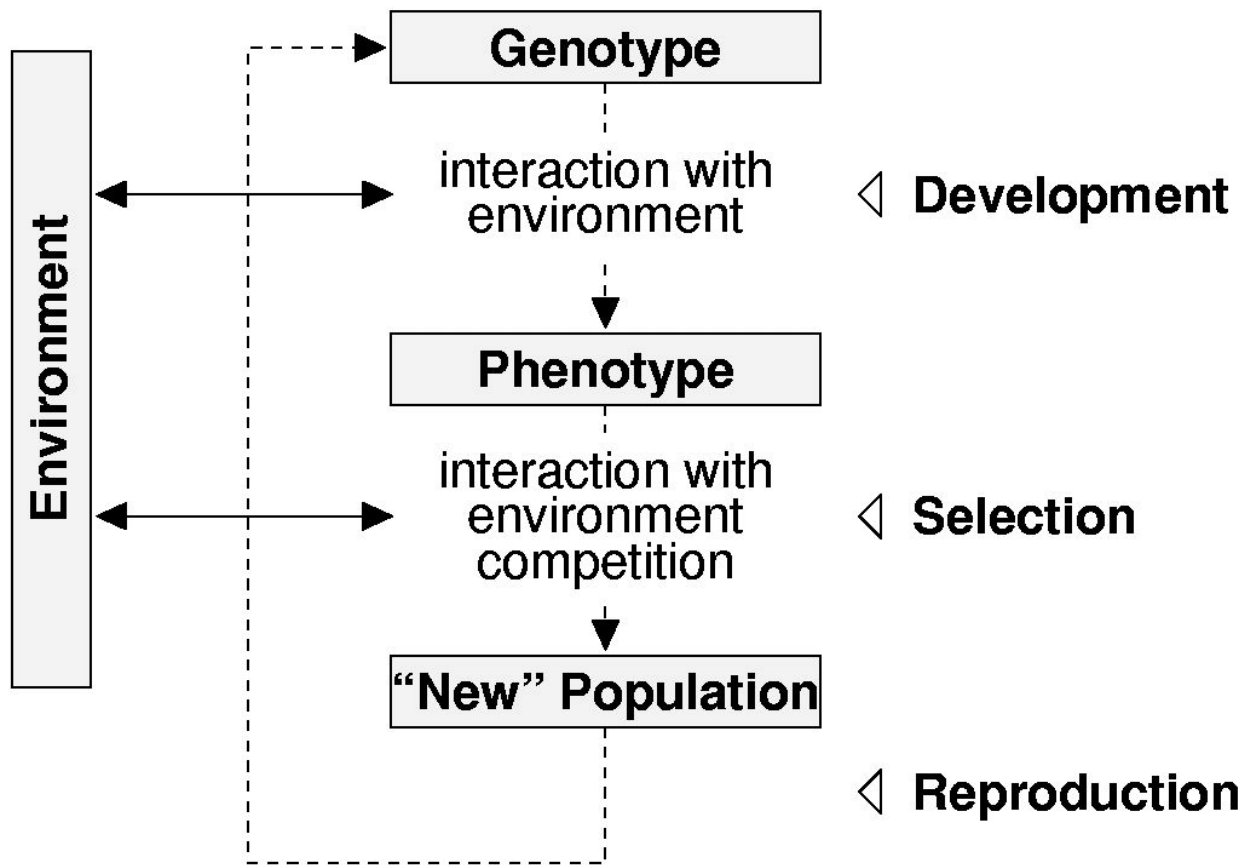 Genotype
interaction with
environment
Development
Environment
Phenotype
interaction with
environment
competition
Selection
“New” Population
Reproduction